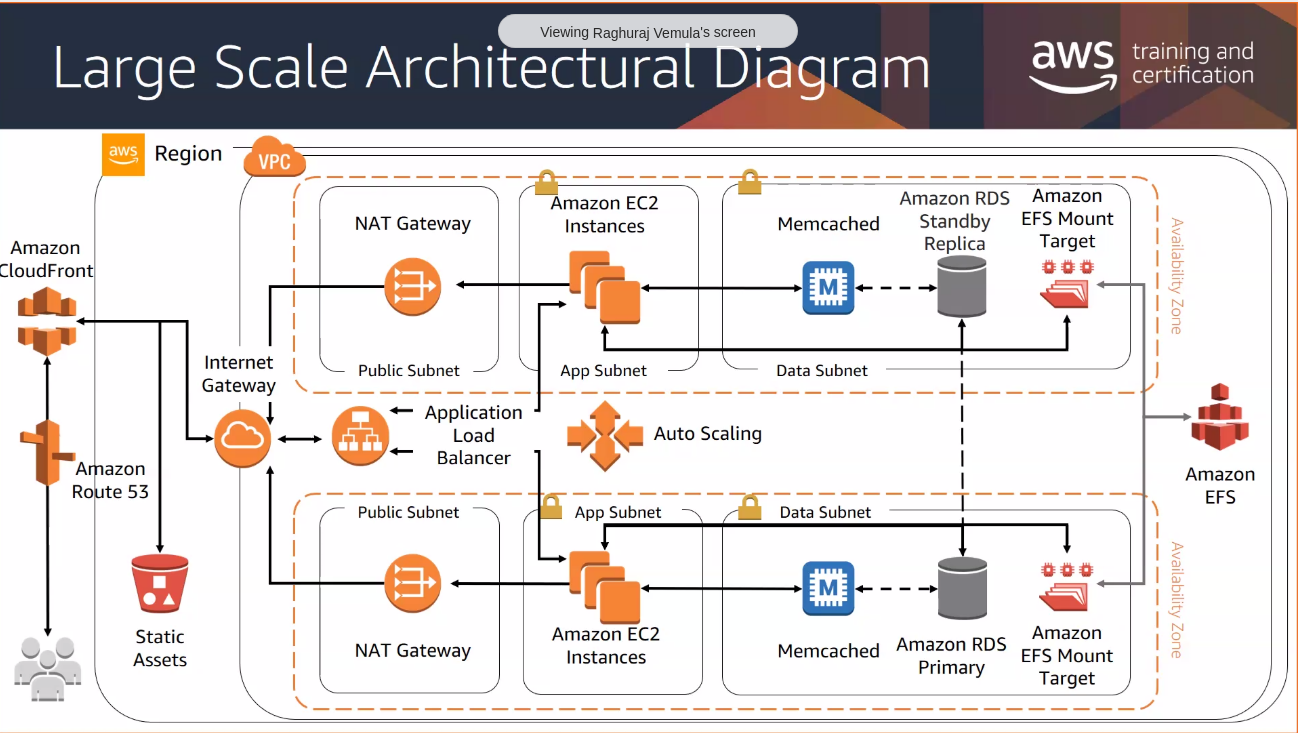 Viewing Raghuraj Vemula's screen
Large Scale Architectural Diagram
aws training and
certification
aws
Region
VPC
NAT Gateway
Public Subnet
Amazon EC2
Instances
App Subnet
Memcached
Amazon RDS
Standby
Replica
Amazon
EFS Mount
Target
M
Data Subnet
Availability Zone
Amazon
CloudFront
Internet
Gateway
Application
Load
Balancer
Auto Scaling
Amazon
Route 53
Amazon
EFS
Static
Assets
Public Subnet
NAT Gateway
App Subnet
Amazon EC2
Instances
Data Subnet
M
Memcached
Amazon RDS
Primary
Amazon
EFS Mount
Target
Availability Zone